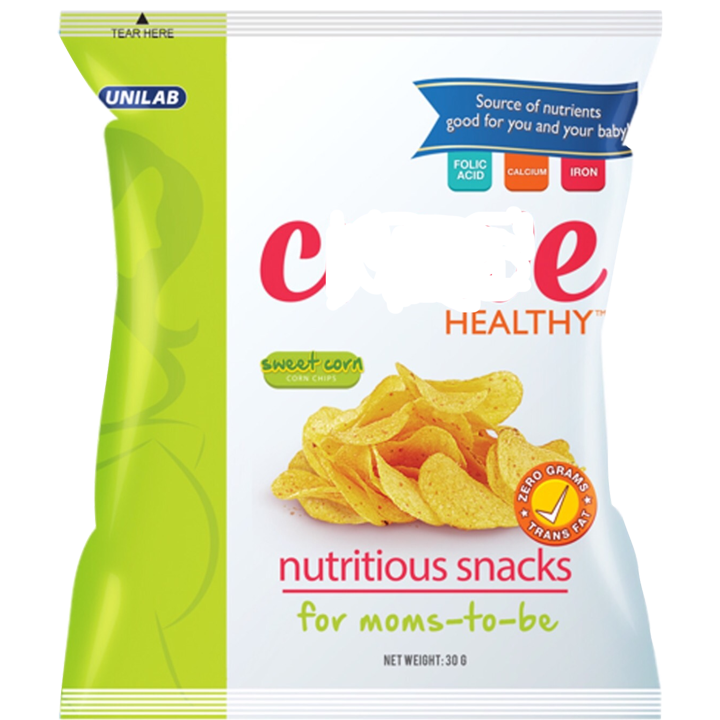 TEAR HERE
UNILAB
Source of nutrients
good for you and your baby
FOLIC
ACID
CALCIUM
IRON
HEALTHY™
sweet corn
CORN CHIPS
ZERO GRAMS
TRANS FAT
nutritious snacks
for moms-to-be
NET WEIGHT: 30 G